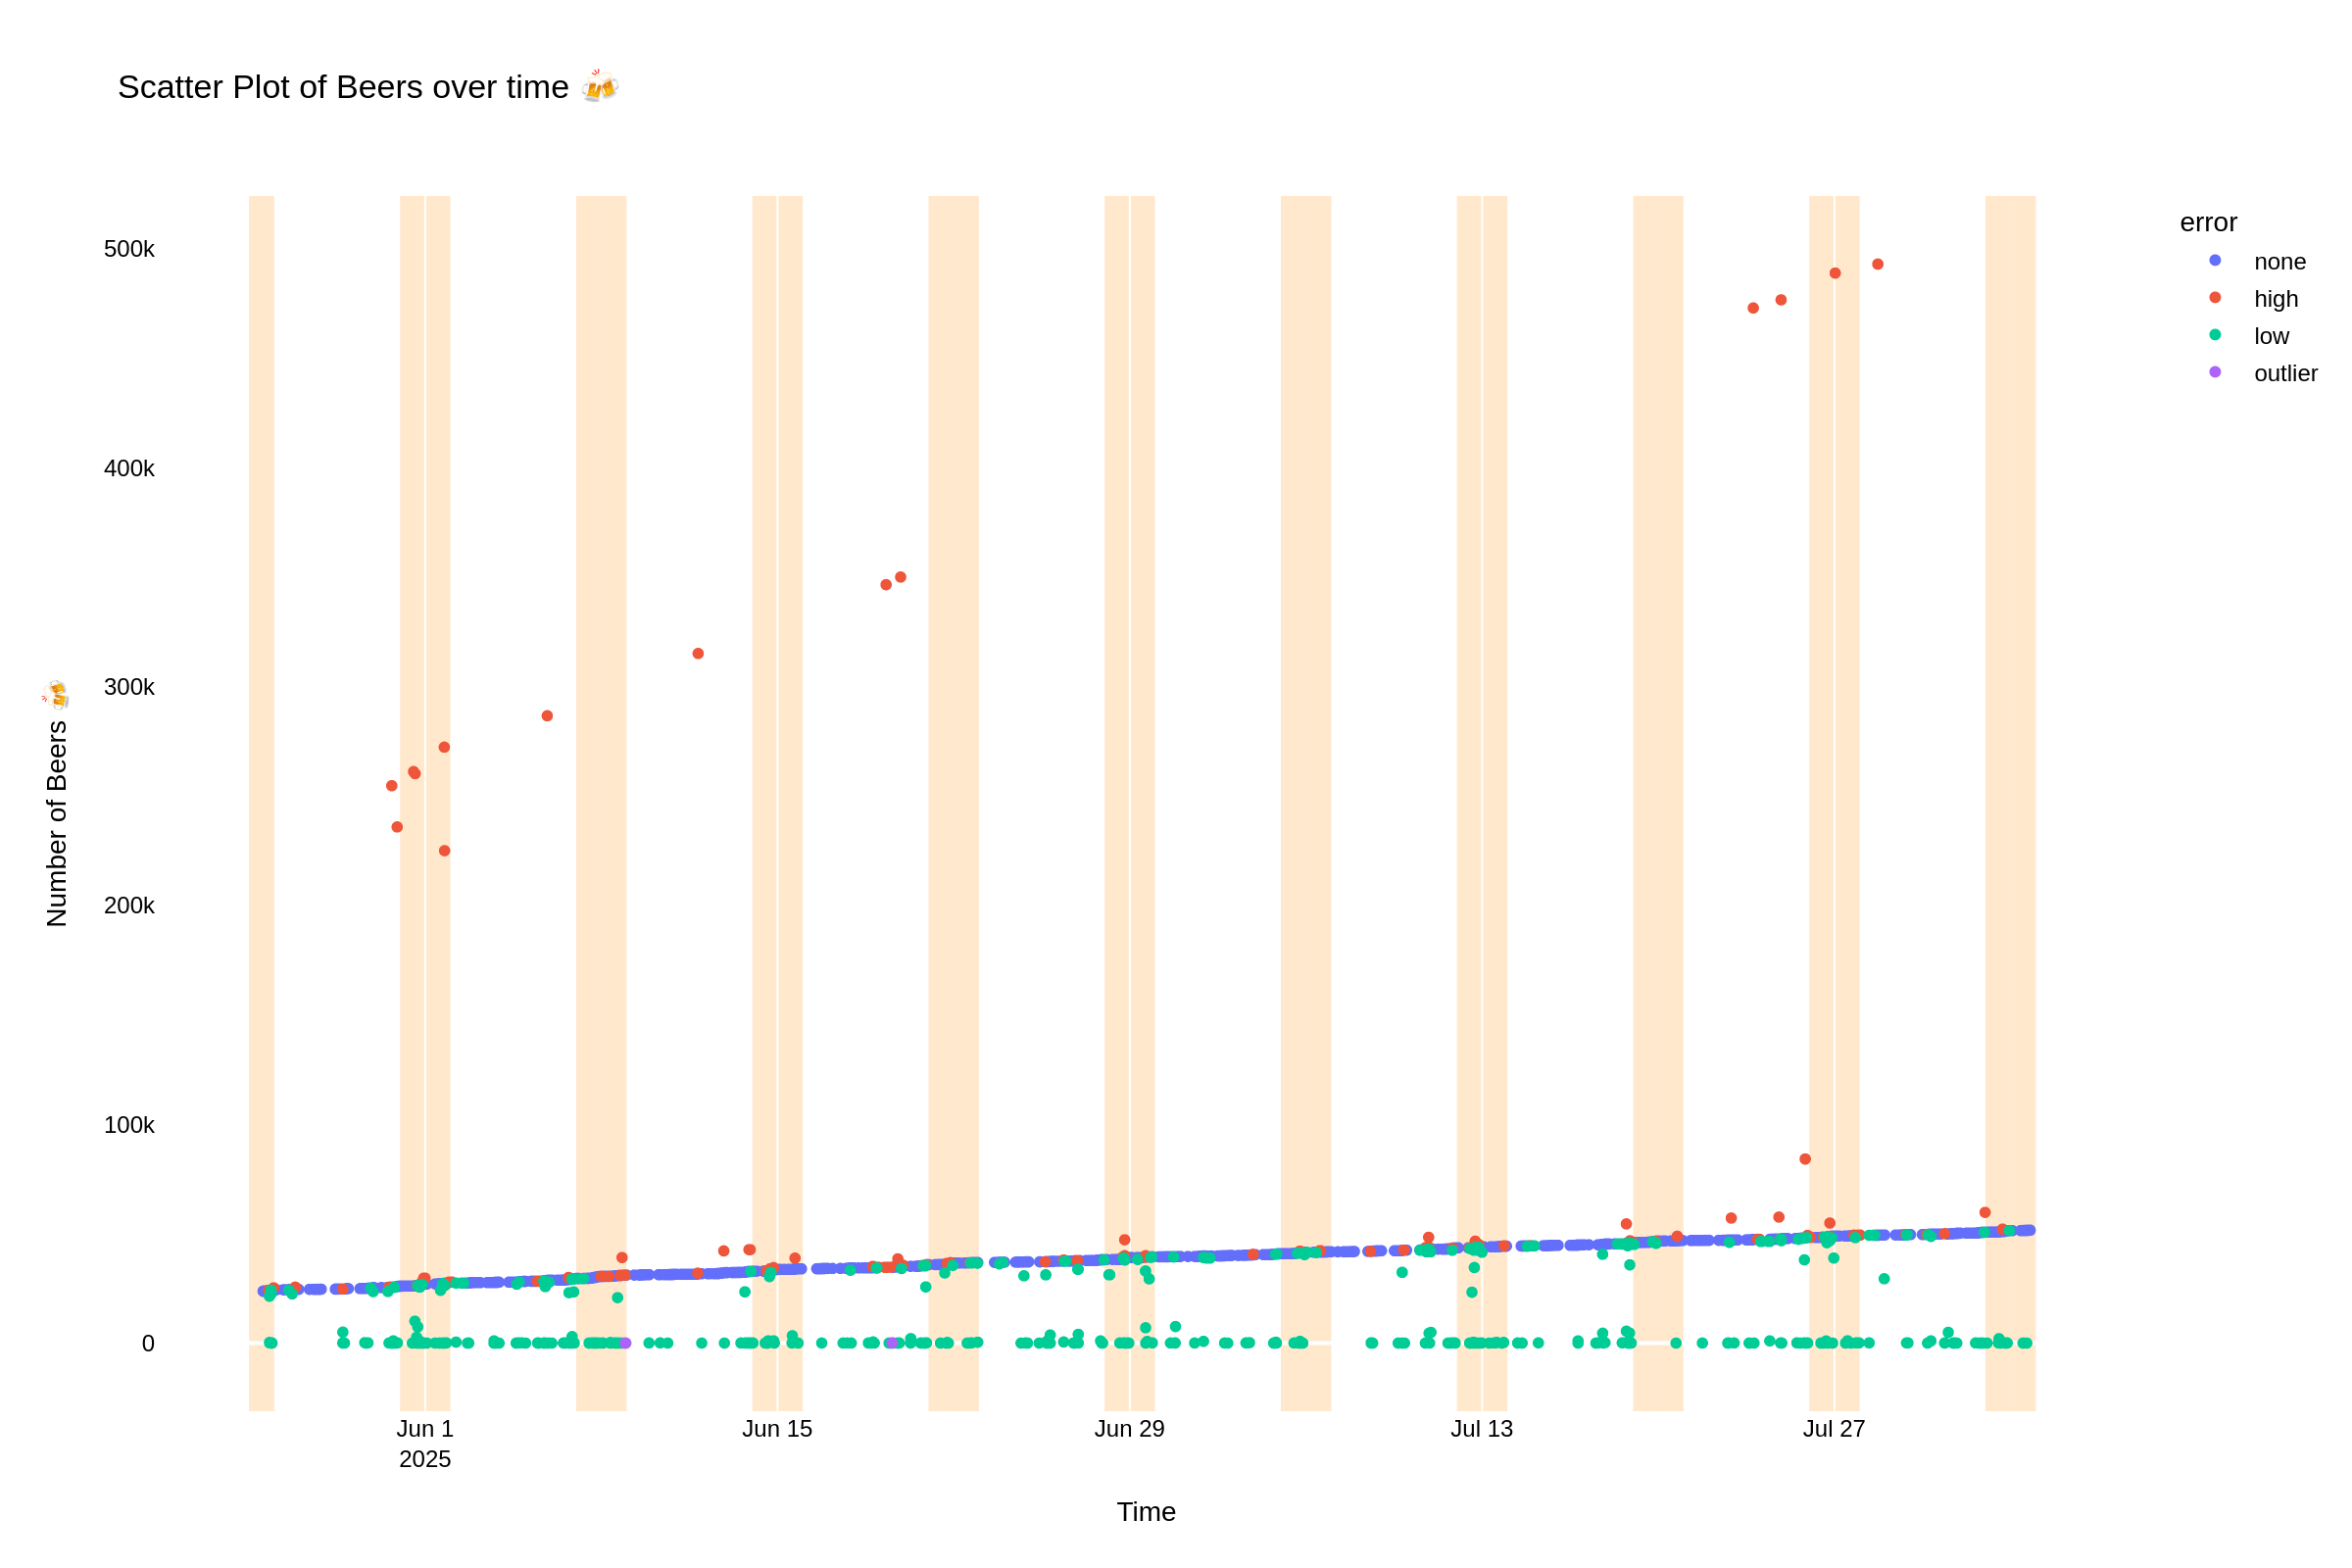 Scatter Plot of Beers over time 🍻
error
none
high
low
outlier
500k
400k
300k
200k
100k
0
Number of Beers 🍻
Jun 1
2025
Jun 15
Jun 29
Jul 13
Jul 27
Time